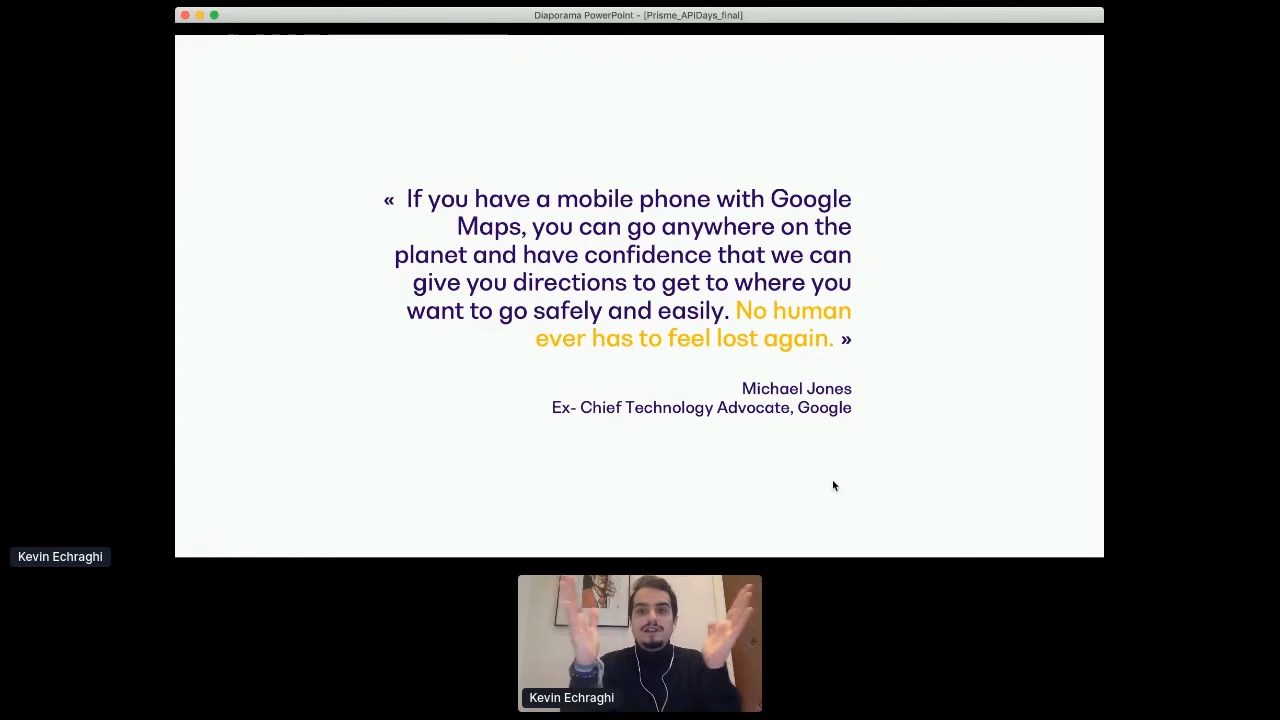 Diaporama PowerPoint - [Prisme_APIDays_final]
«  If you have a mobile phone with Google
Maps, you can go anywhere on the
planet and have confidence that we can
give you directions to get to where you
want to go safely and easily. No human
ever has to feel lost again. »
Michael Jones
Ex- Chief Technology Advocate, Google
Kevin Echraghi
Kevin Echraghi